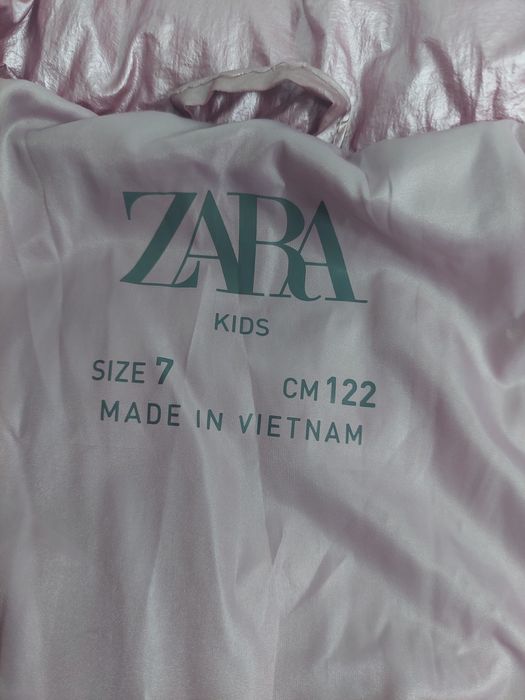 ZARA
KIDS
SIZE 7 CM 122
MADE IN VIETNAM